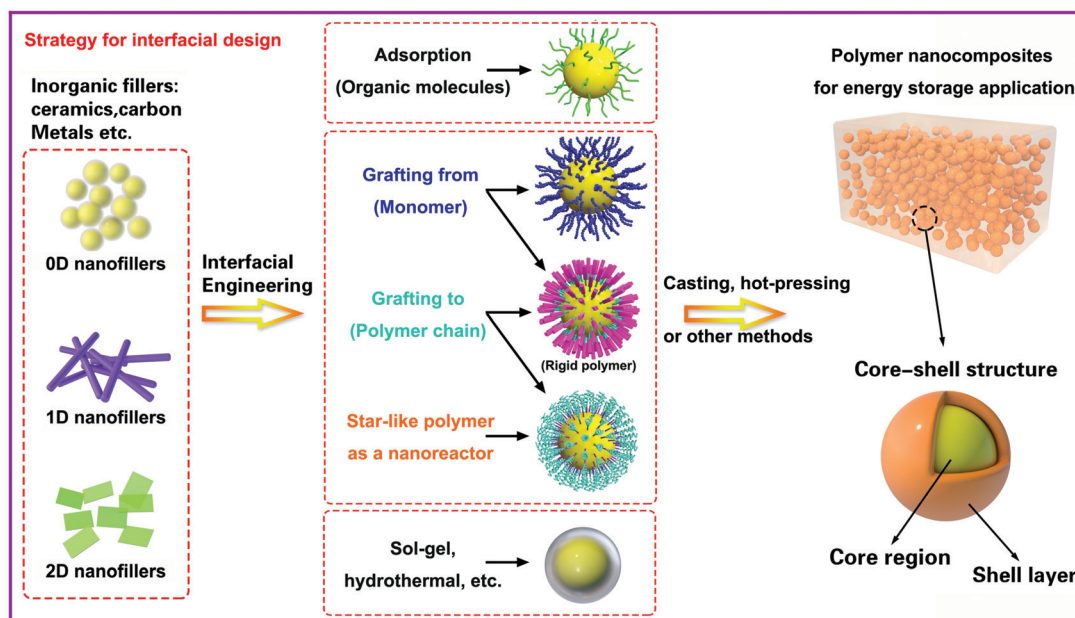 Strategy for interfacial design
Inorganic fillers:
ceramics,carbon
Metals etc.
0D nanofillers
1D nanofillers
2D nanofillers
Interfacial
Engineering
Adsorption
(Organic molecules)
Grafting from
(Monomer)
Grafting to
(Polymer chain)
(Rigid polymer)
Star-like polymer
as a nanoreactor
Sol-gel,
hydrothermal, etc.
Casting, hot-pressing
or other methods
Polymer nanocomposites
for energy storage application
Core–shell structure
Core region
Shell layer